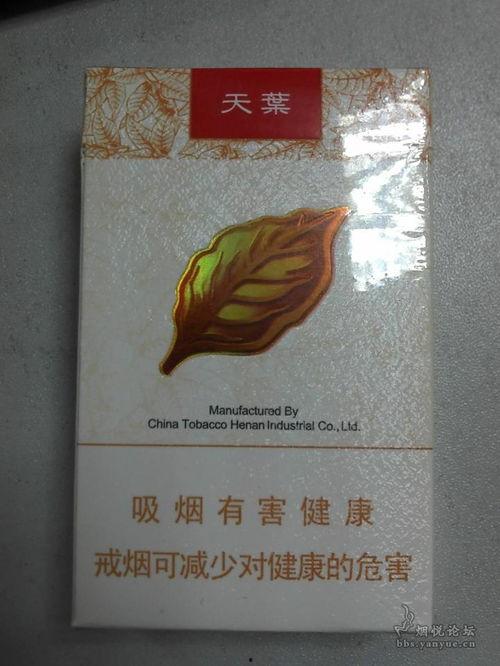 天葉
Manufactured By
China Tobacco Henan Industrial Co., Ltd.
吸烟有害健康
戒烟可减少对健康的危害
烟悦论坛
bbs.yanyue.cn